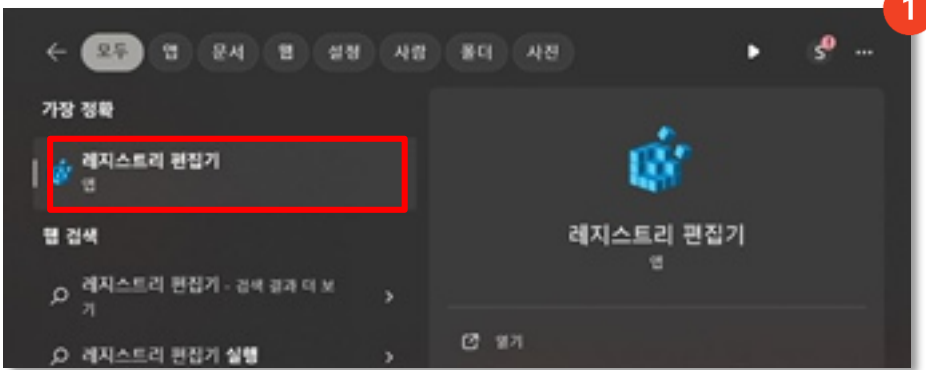 1
모두 앱 문서 웹 설정 사람 폴더 사진
가장 정확
레지스트리 편집기
앱
웹 검색
레지스트리 편집기 - 검색 결과 더 보
기
레지스트리 편집기 실행
레지스트리 편집기
앱
열기